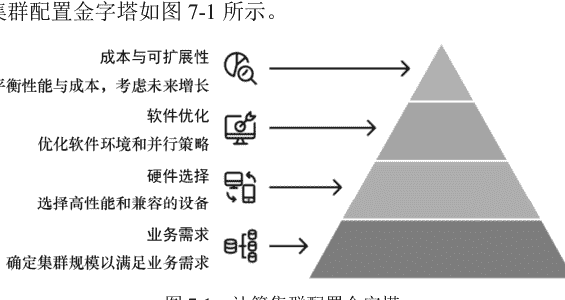 集群配置金字塔如图 7-1 所示。
成本与可扩展性
平衡性能与成本，考虑未来增长
软件优化
优化软件环境和并行策略
硬件选择
选择高性能和兼容的设备
业务需求
确定集群规模以满足业务需求
图 7-1 计算集群配置金字塔